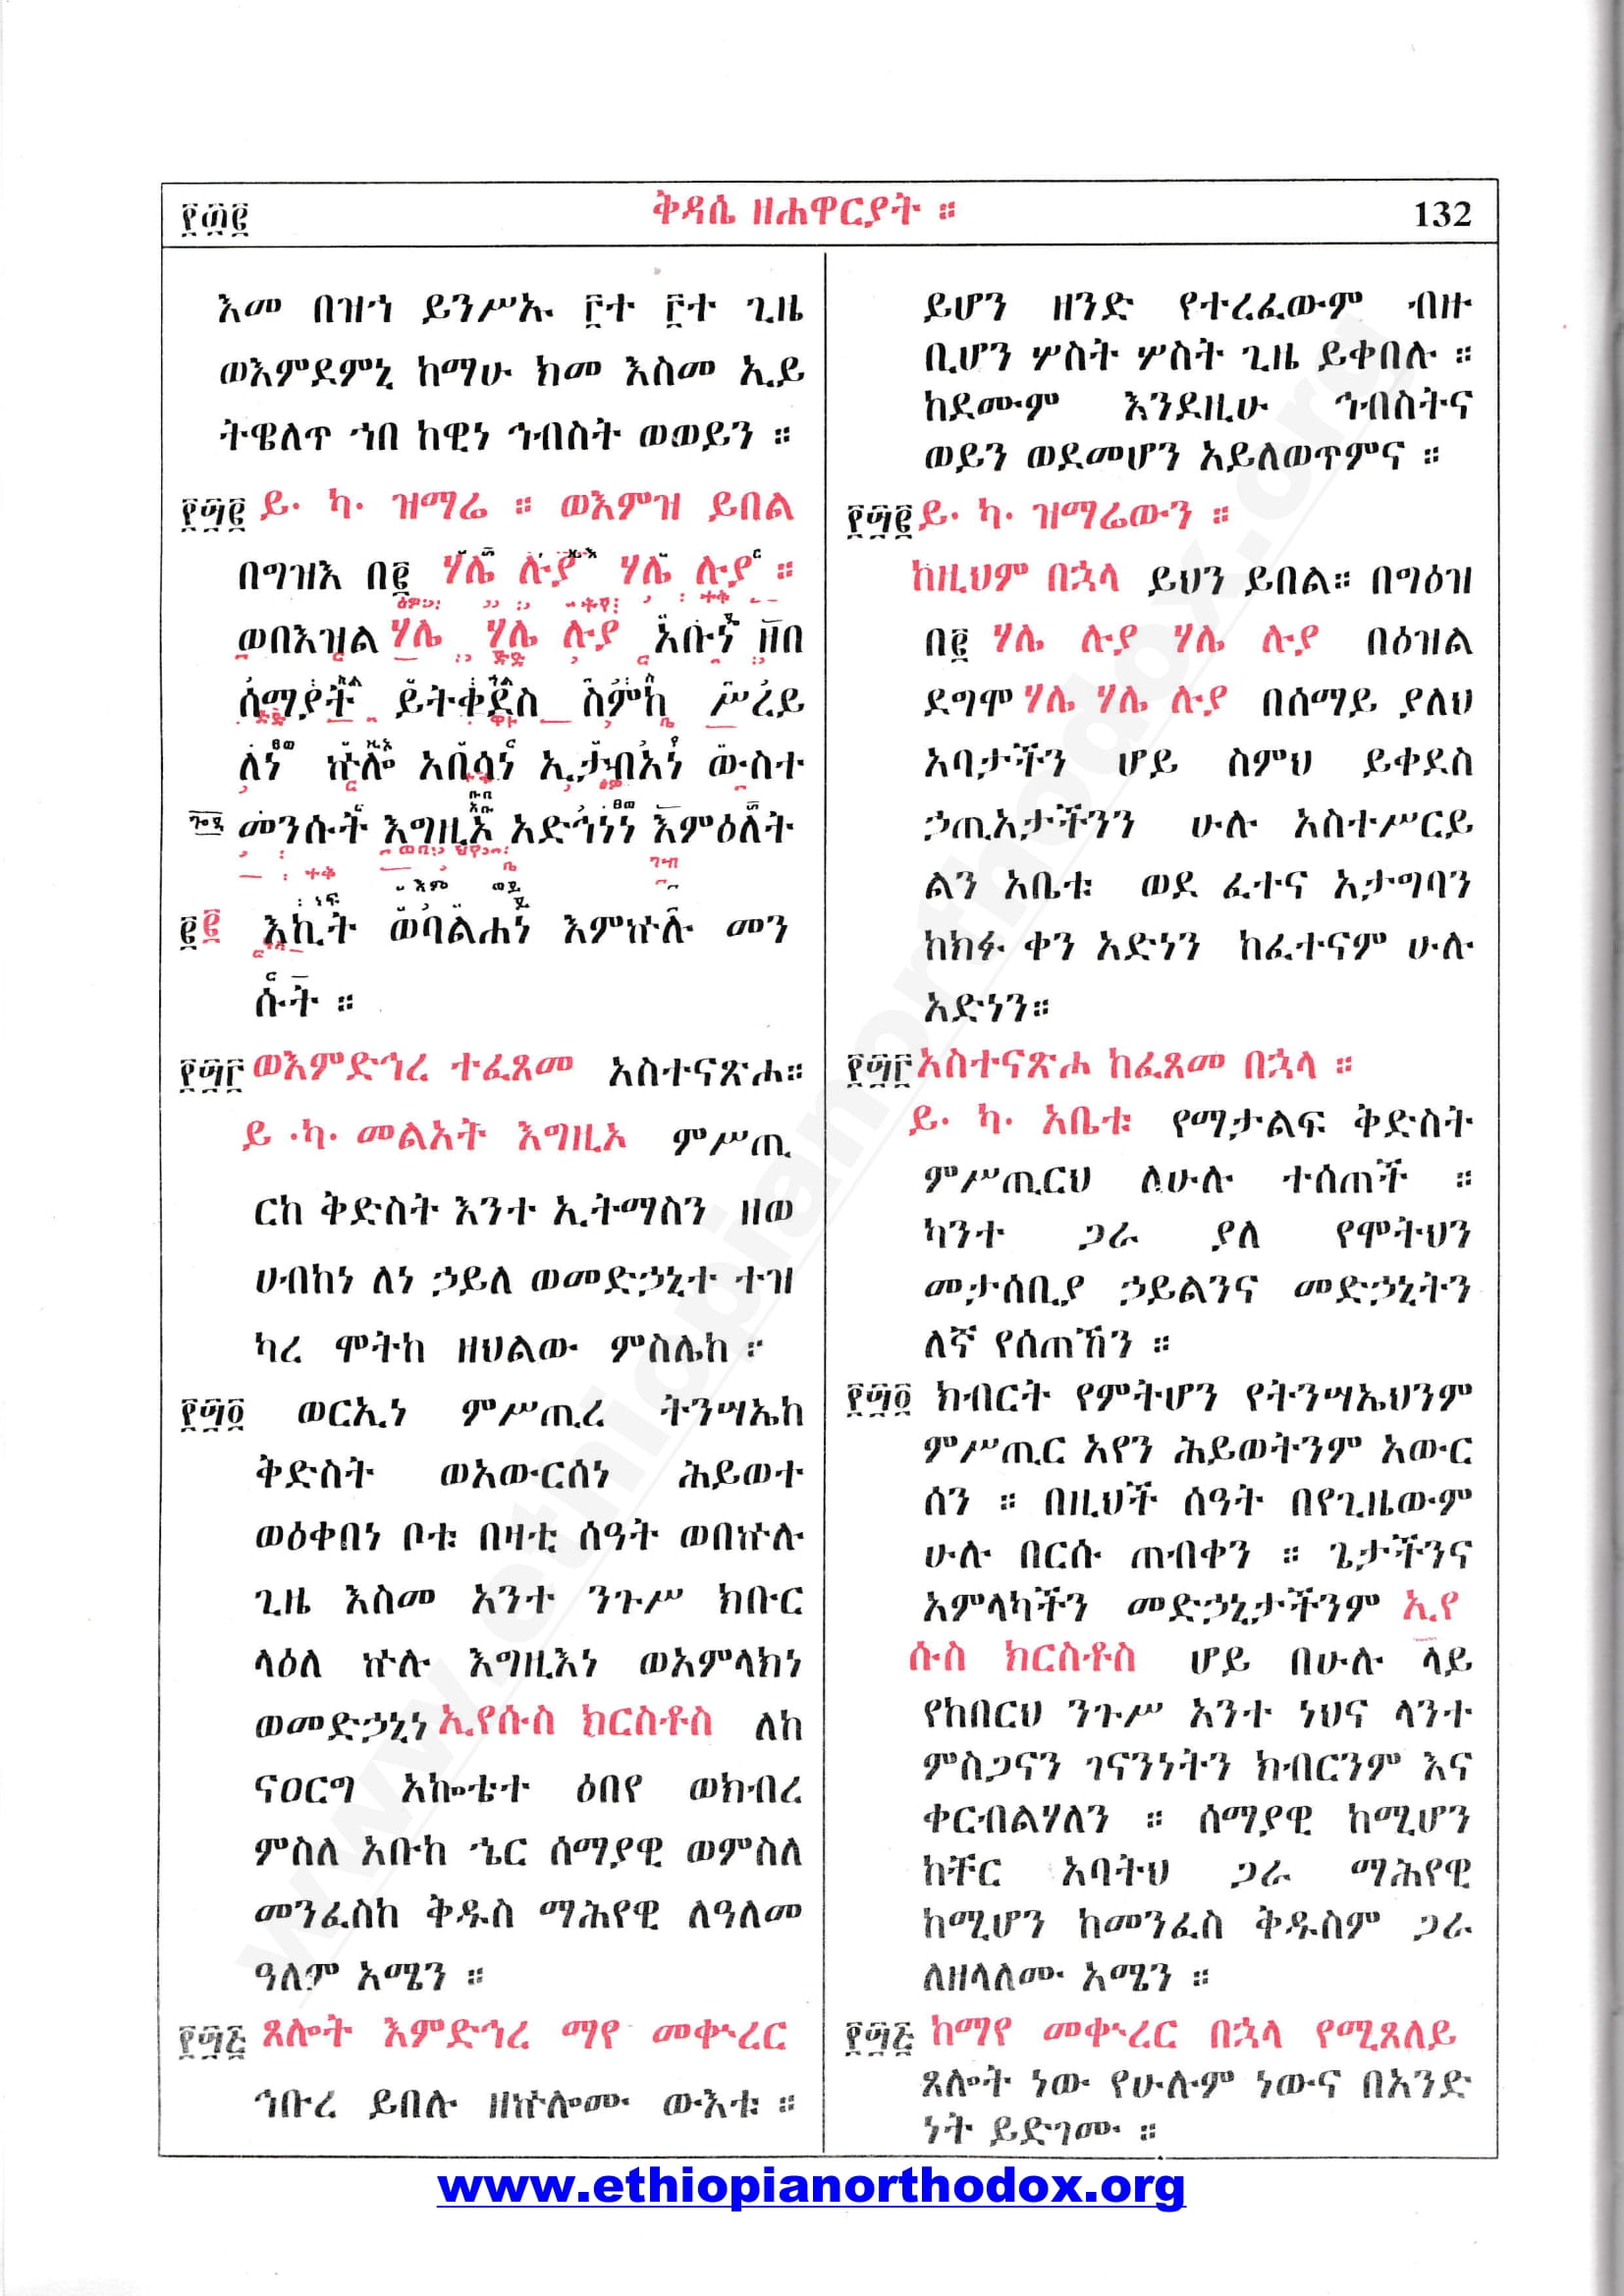 ፻፴፪ ቅዳሴ ዘሐዋርያት ። 132
እመ በዝኀ ይንሥኡ ፫ተ ፫ተ ጊዜ
ወእምደምኒ ከማሁ ክመ እስመ ኢይ
ትዌለጥ ኀበ ከዊነ ኅብስት ወወይን ።
፻፵፪ ይ· ካ· ዝማሬ ። ወእምዝ ይበል
በግዝእ በ፪ ሃሌ ሉያ ሃሌ ሉያ ።
ወበእዝል ሃሌ ሃሌ ሉያ አቡነ ዘበ
ሰማያት ይትቀደስ ስምከ ሥረይ
ለነ ኵሎ አበሳነ ኢታብአነ ውስተ
መንሱት እግዚኦ አድኅነነ እምዕለት
፪ ፪ እኪት ወባልሐነ እምኵሉ መን
ሱት ።
፻፵፫ ወእምድኅረ ተፈጸመ አስተናጽሐ።
ይ ·ካ· መልአት እግዚኦ ምሥጢ
ርከ ቅድስት እንተ ኢትማስን ዘወ
ሀብከነ ለነ ኃይለ ወመድኃኒተ ተዝ
ካረ ሞትከ ዘህልው ምስሌከ ።
፻፵፬ ወርኢነ ምሥጢረ ትንሣኤከ
ቅድስት ወአውርሰነ ሕይወተ
ወዕቀበነ ቦቱ በዛቲ ሰዓት ወበኵሉ
ጊዜ እስመ አንተ ንጉሥ ክቡር
ላዕለ ኵሉ እግዚእነ ወአምላክነ
ወመድኃኒነ ኢየሱስ ክርስቶስ ለከ
ናዐርግ አኰቴተ ዕበየ ወክብረ
ምስለ አቡከ ኄር ሰማያዊ ወምስለ
መንፈስከ ቅዱስ ማሕየዊ ለዓለመ
ዓለም አሜን ።
፻፵፭ ጸሎት እምድኅረ ማየ መቍረር
ኅቡረ ይበሉ ዘኵሎሙ ውእቱ ።
ይሆን ዘንድ የተረፈውም ብዙ
ቢሆን ሦስት ሦስት ጊዜ ይቀበሉ ።
ከደሙም እንደዚሁ ኅብስትና
ወይን ወደመሆን አይለወጥምና ።
፻፵፪ ይ· ካ· ዝማሬውን ።
ከዚህም በኋላ ይህን ይበል። በግዕዝ
በ፪ ሃሌ ሉያ ሃሌ ሉያ በዕዝል
ደግሞ ሃሌ ሃሌ ሉያ በሰማይ ያለህ
አባታችን ሆይ ስምህ ይቀደስ
ኃጢአታችንን ሁሉ አስተሥርይ
ልን አቤቱ ወደ ፈተና አታግባን
ከክፉ ቀን አድነን ከፈተናም ሁሉ
አድነን።
፻፵፫ አስተናጽሐ ከፈጸመ በኋላ ።
ይ· ካ· አቤቱ የማታልፍ ቅድስት
ምሥጢርህ ለሁሉ ተሰጠች ።
ካንተ ጋራ ያለ የሞትህን
መታሰቢያ ኃይልንና መድኃኒትን
ለኛ የሰጠኸን ።
፻፵፬ ክብርት የምትሆን የትንሣኤህንም
ምሥጢር አየን ሕይወትንም አውር
ሰን ። በዚህች ሰዓት በየጊዜውም
ሁሉ በርሱ ጠብቀን ። ጌታችንና
አምላካችን መድኃኒታችንም ኢየ
ሱስ ክርስቶስ ሆይ በሁሉ ላይ
የከበርህ ንጉሥ አንተ ነህና ላንተ
ምስጋናን ገናንነትን ክብርንም እና
ቀርብልሃለን ። ሰማያዊ ከሚሆን
ከቸር አባትህ ጋራ ማሕየዊ
ከሚሆን ከመንፈስ ቅዱስም ጋራ
ለዘላለሙ አሜን ።
፻፵፭ ከማየ መቍረር በኋላ የሚጸለይ
ጸሎት ነው የሁሉም ነውና በአንድ
ነት ይድገሙ ።
www.ethiopianorthodox.org